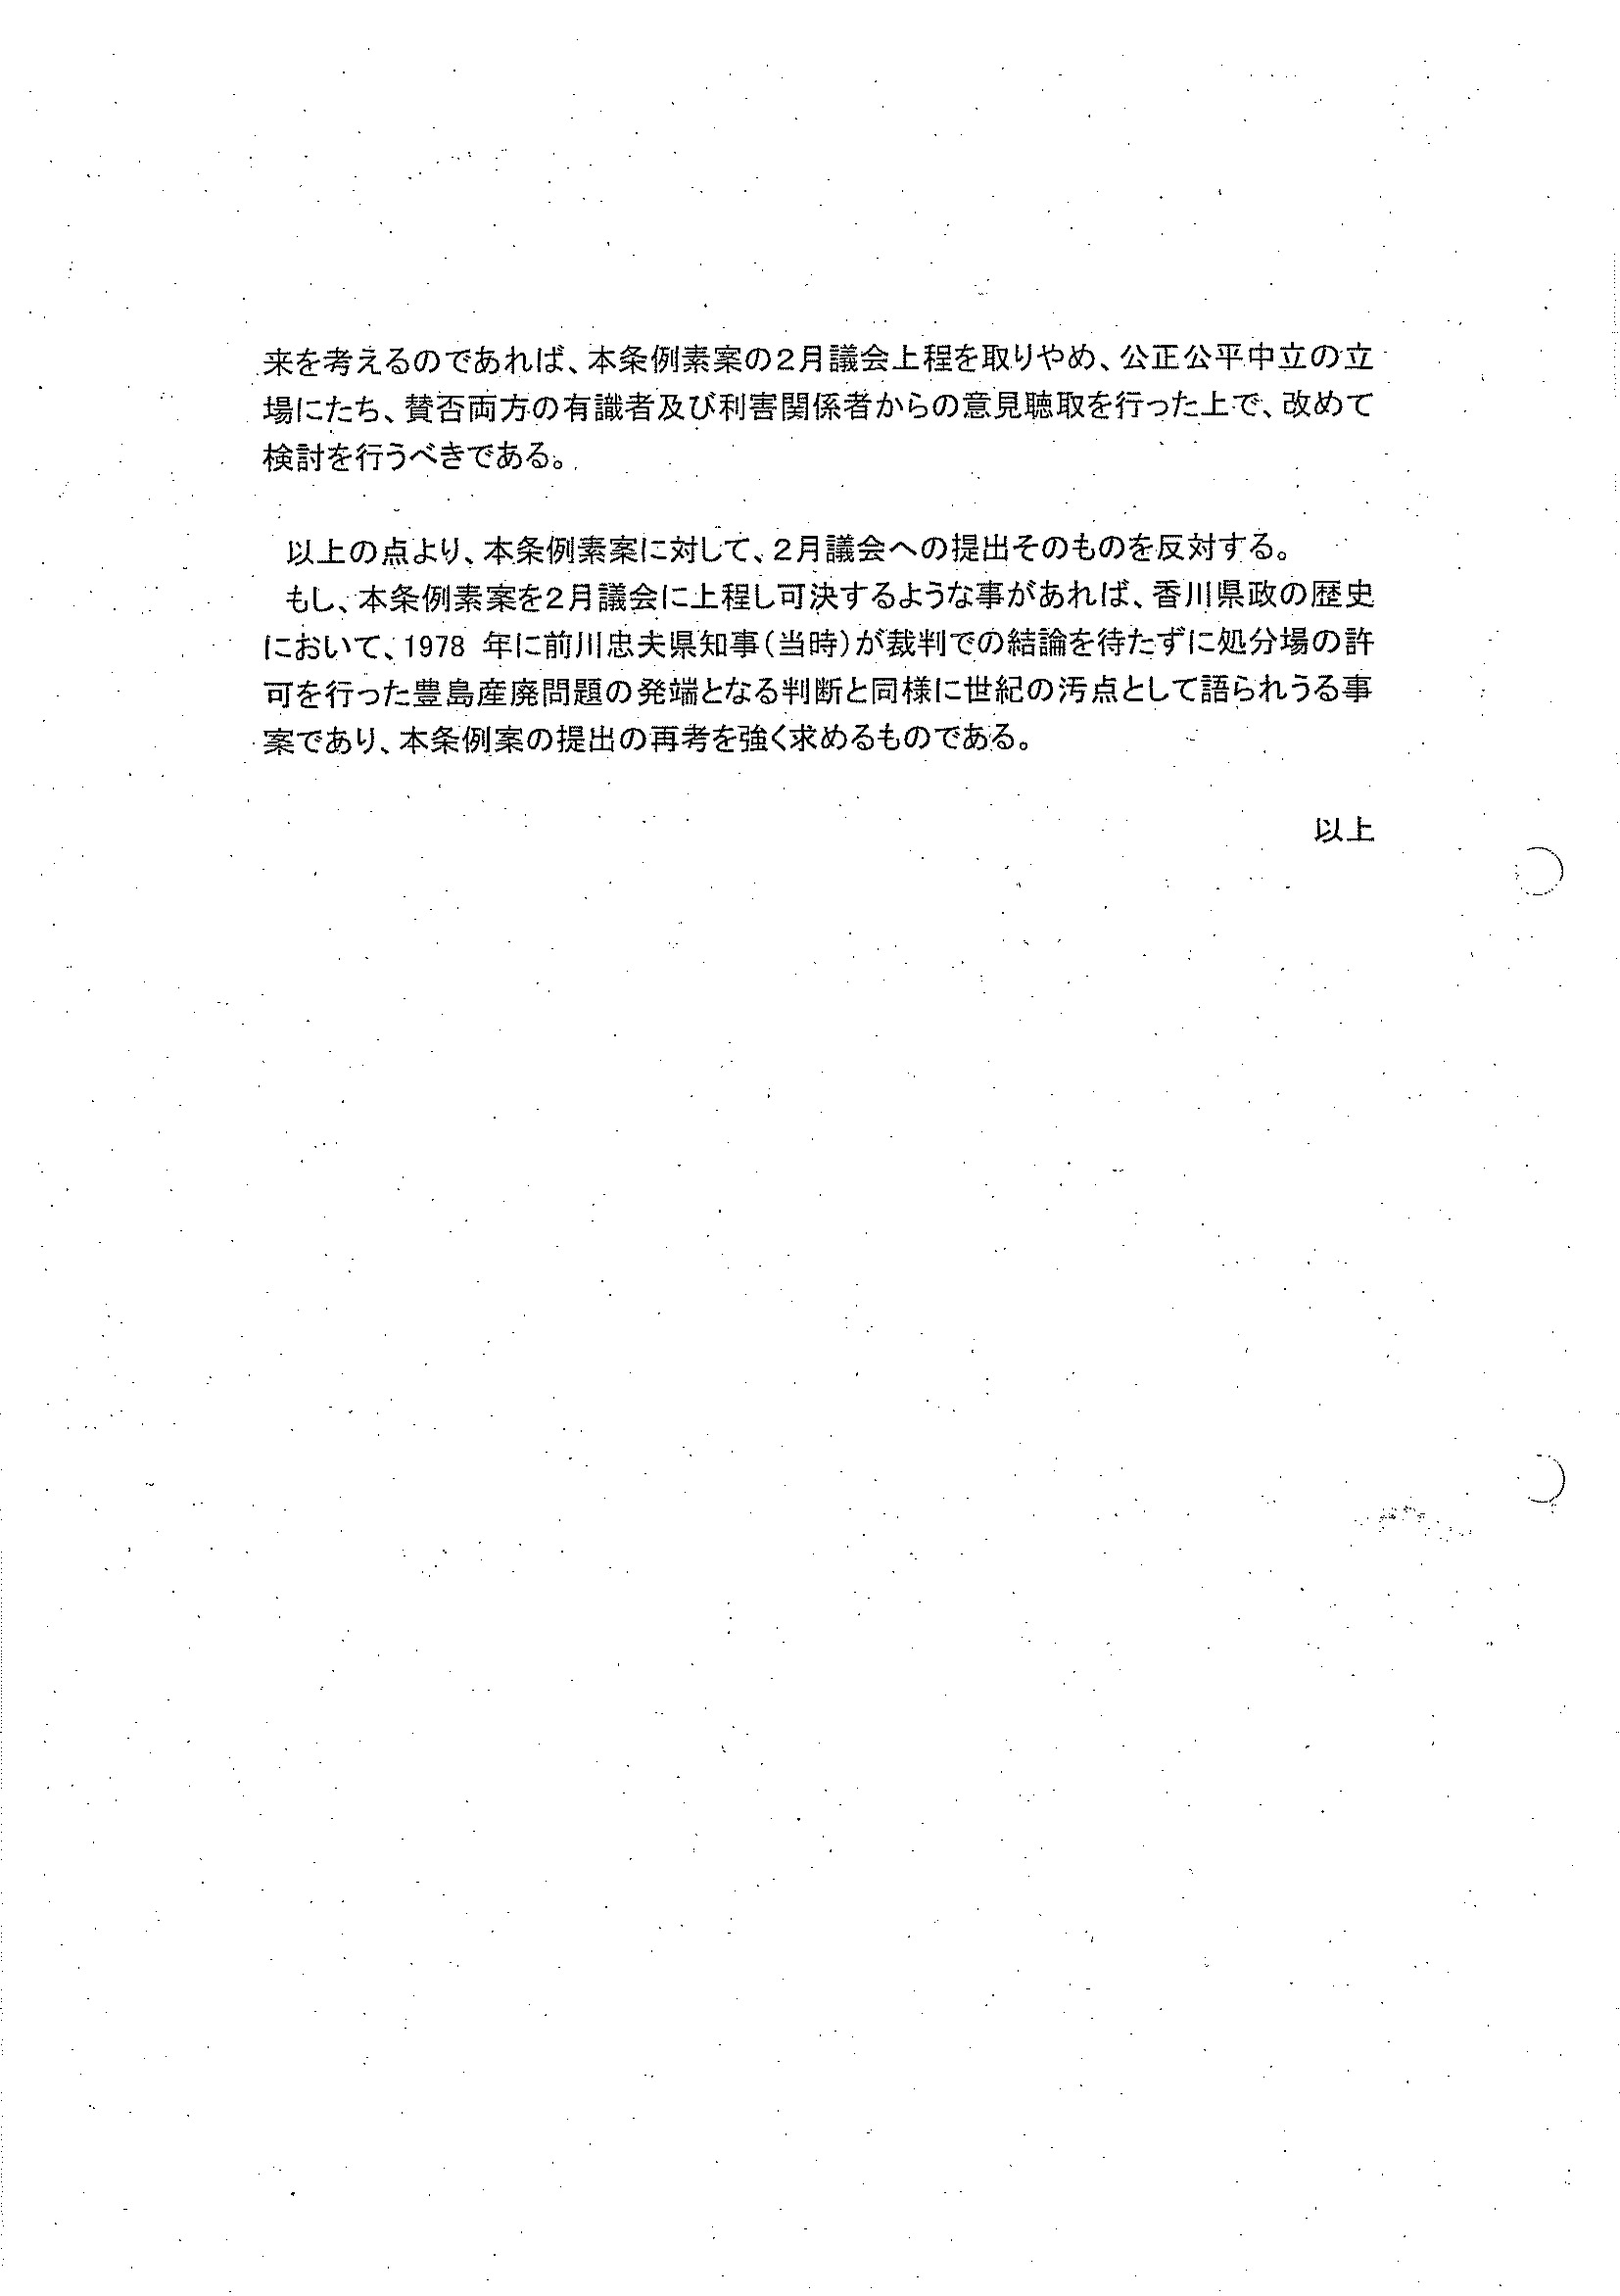 来を考えるのであれば、本条例素案の2月議会上程を取りやめ、公正公平中立の立
場にたち、賛否両方の有識者及び利害関係者からの意見聴取を行った上で、改めて
検討を行うべきである。
以上の点より、本条例素案に対して、2月議会への提出そのものを反対する。
もし、本条例素案を2月議会に上程し可決するような事があれば、香川県政の歴史
において、1978 年に前川忠夫県知事(当時)が裁判での結論を待たずに処分場の許
可を行った豊島産廃問題の発端となる判断と同様に世紀の汚点として語られうる事
案であり、本条例案の提出の再考を強く求めるものである。
以上